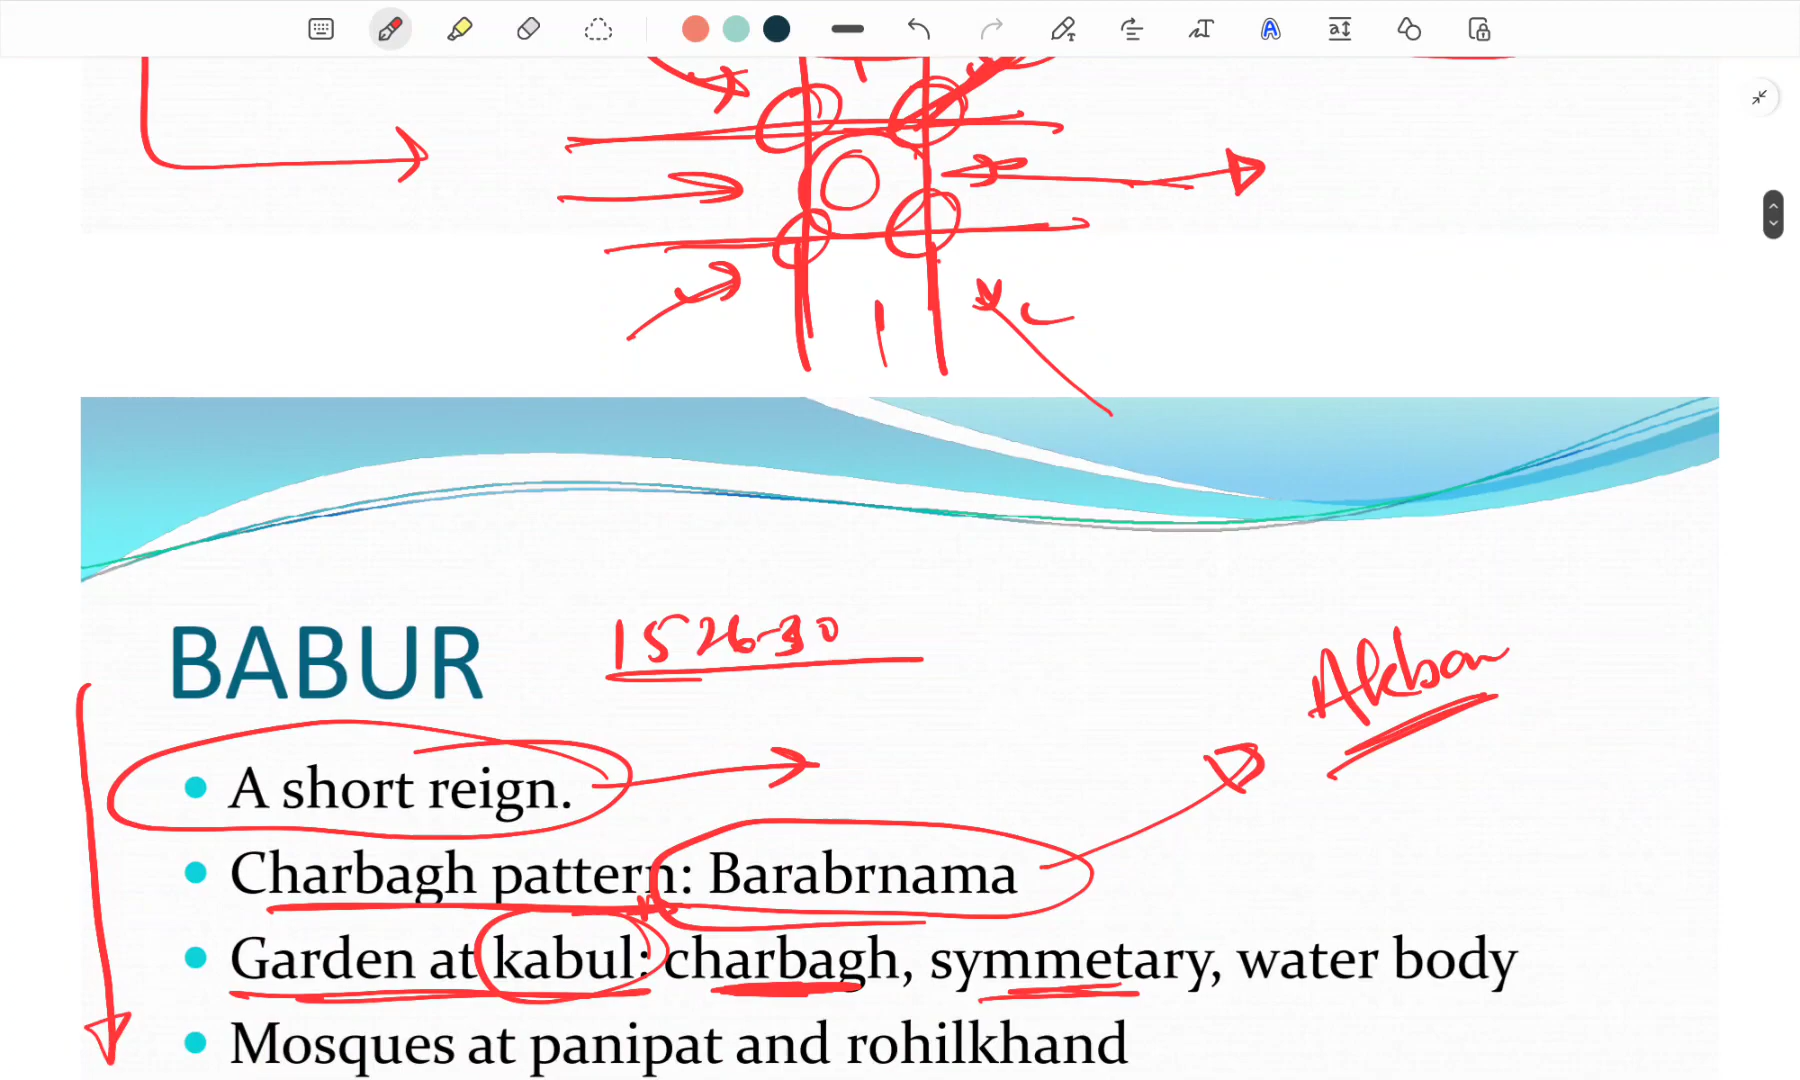 BABUR
1526-30
Akbar
A short reign.
Charbagh pattern: Barabrnama
Garden at kabul: charbagh, symmetary, water body
Mosques at panipat and rohilkhand